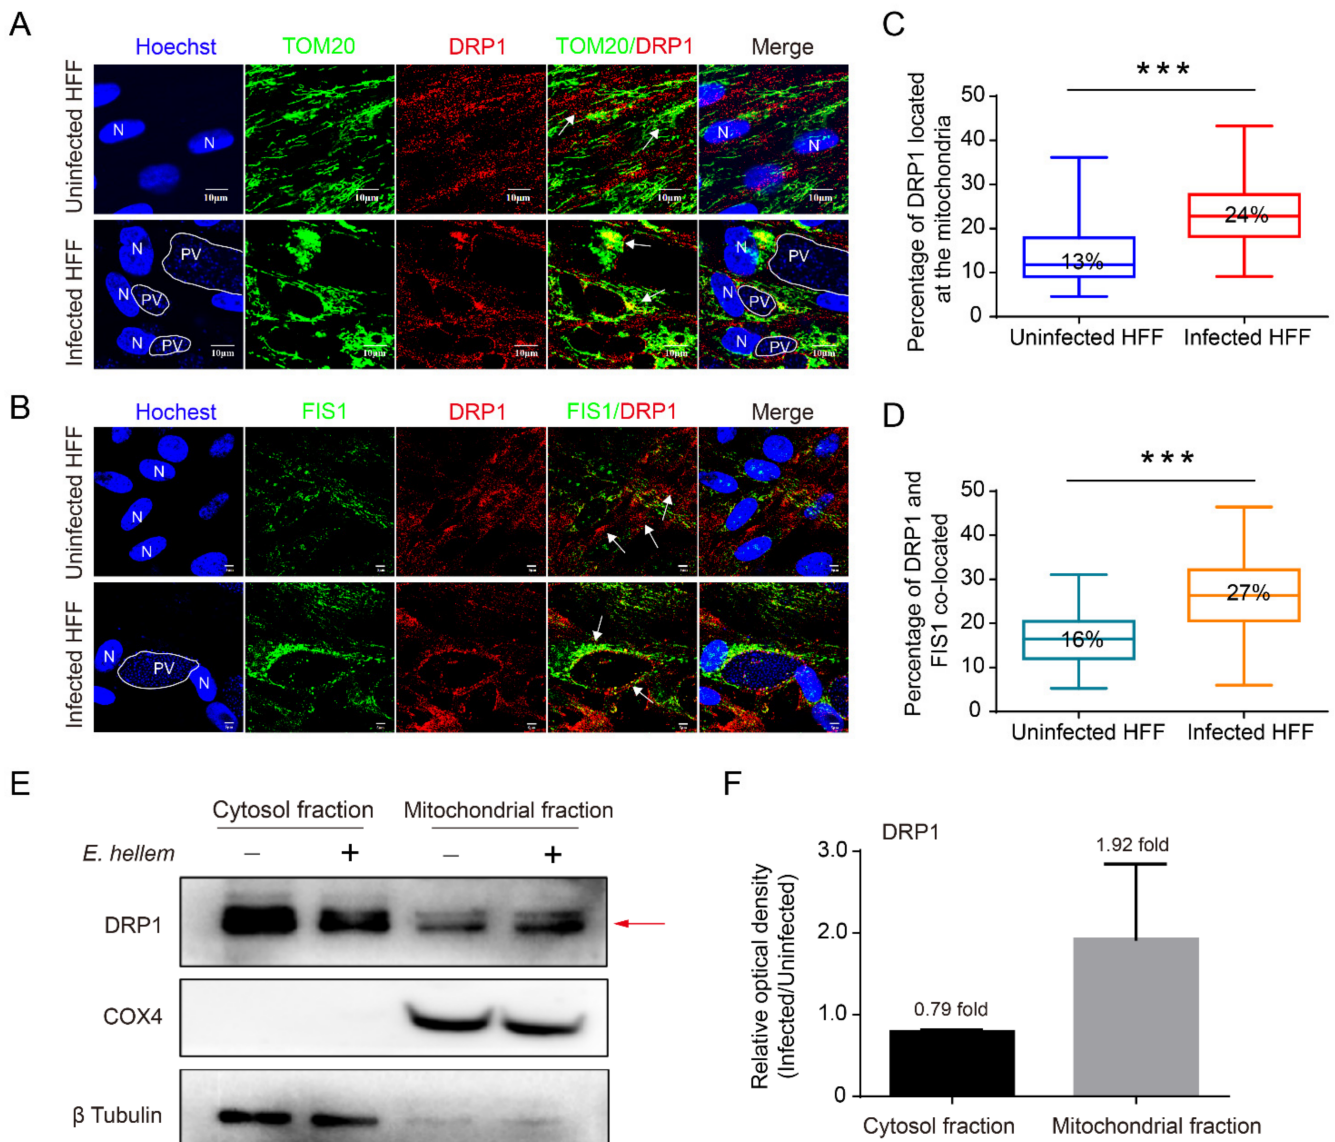 A
Hoechst TOM20 DRP1 TOM20/DRP1 Merge
Uninfected HFF
N N N N
10μm 10μm 10μm 10μm 10μm
Infected HFF
N PV N PV N PV N PV N PV N PV
10μm 10μm 10μm 10μm 10μm
B
Hochest FIS1 DRP1 FIS1/DRP1 Merge
Uninfected HFF
N N N
Infected HFF
N PV N PV
C
***
Percentage of DRP1 located
at the mitochondria
50
40
30
20
10
0
13%
24%
Uninfected HFF Infected HFF
D
***
Percentage of DRP1 and
FIS1 co-located
50
40
30
20
10
0
16%
27%
Uninfected HFF Infected HFF
E
Cytosol fraction Mitochondrial fraction
E. hellem − + − +
DRP1
COX4
β Tubulin
F
DRP1
Relative optical density
(Infected/Uninfected)
3.0
2.0
1.0
0
0.79 fold
1.92 fold
Cytosol fraction Mitochondrial fraction